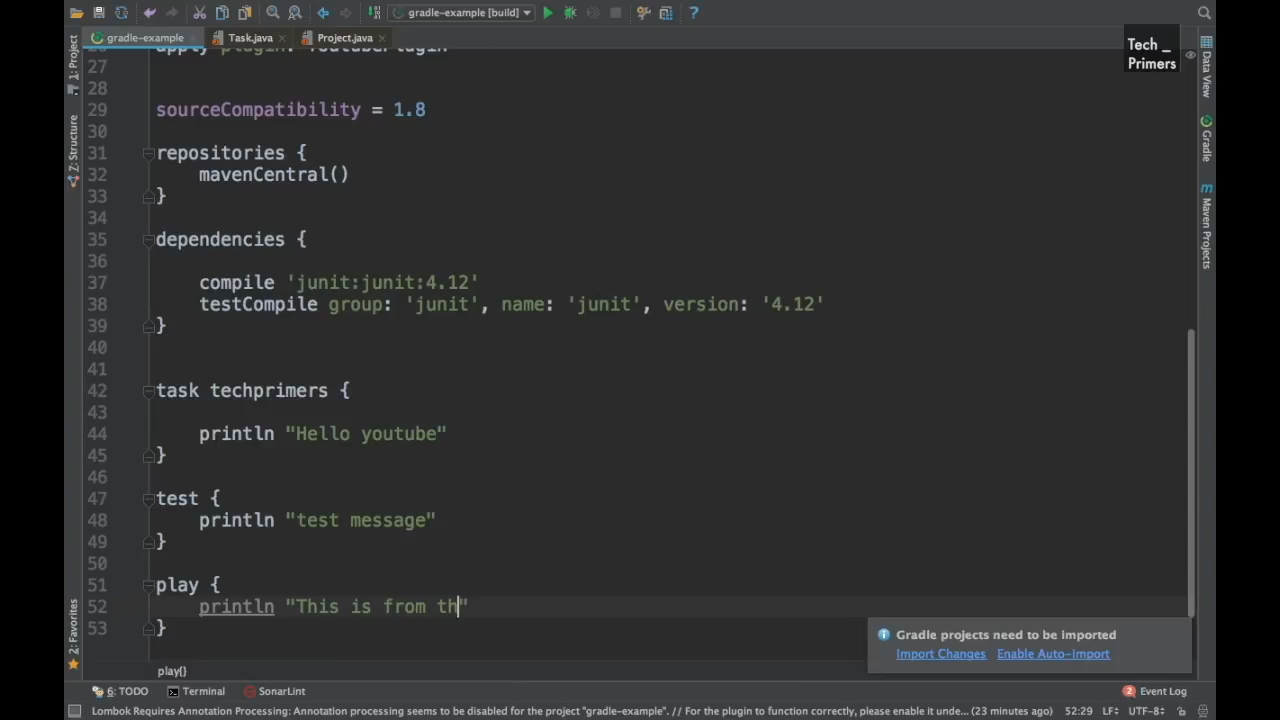 gradle-example [build]
gradle-example
Task.java
Project.java
Tech _
Primers
1: Project
7: Structure
2: Favorites
Data View
Gradle
Maven Projects
26 apply plugin: YoutubePlugin
27
28
29 sourceCompatibility = 1.8
30
31 repositories {
32 mavenCentral()
33 }
34
35 dependencies {
36
37 compile 'junit:junit:4.12'
38 testCompile group: 'junit', name: 'junit', version: '4.12'
39 }
40
41
42 task techprimers {
43
44 println "Hello youtube"
45 }
46
47 test {
48 println "test message"
49 }
50
51 play {
52 println "This is from th"
53 }
Gradle projects need to be imported
Import Changes Enable Auto-Import
play{}
6: TODO Terminal SonarLint 2 Event Log
Lombok Requires Annotation Processing: Annotation processing seems to be disabled for the project "gradle-example". // For the plugin to function correctly, please enable it unde... (23 minutes ago) 52:29 LF UTF-8